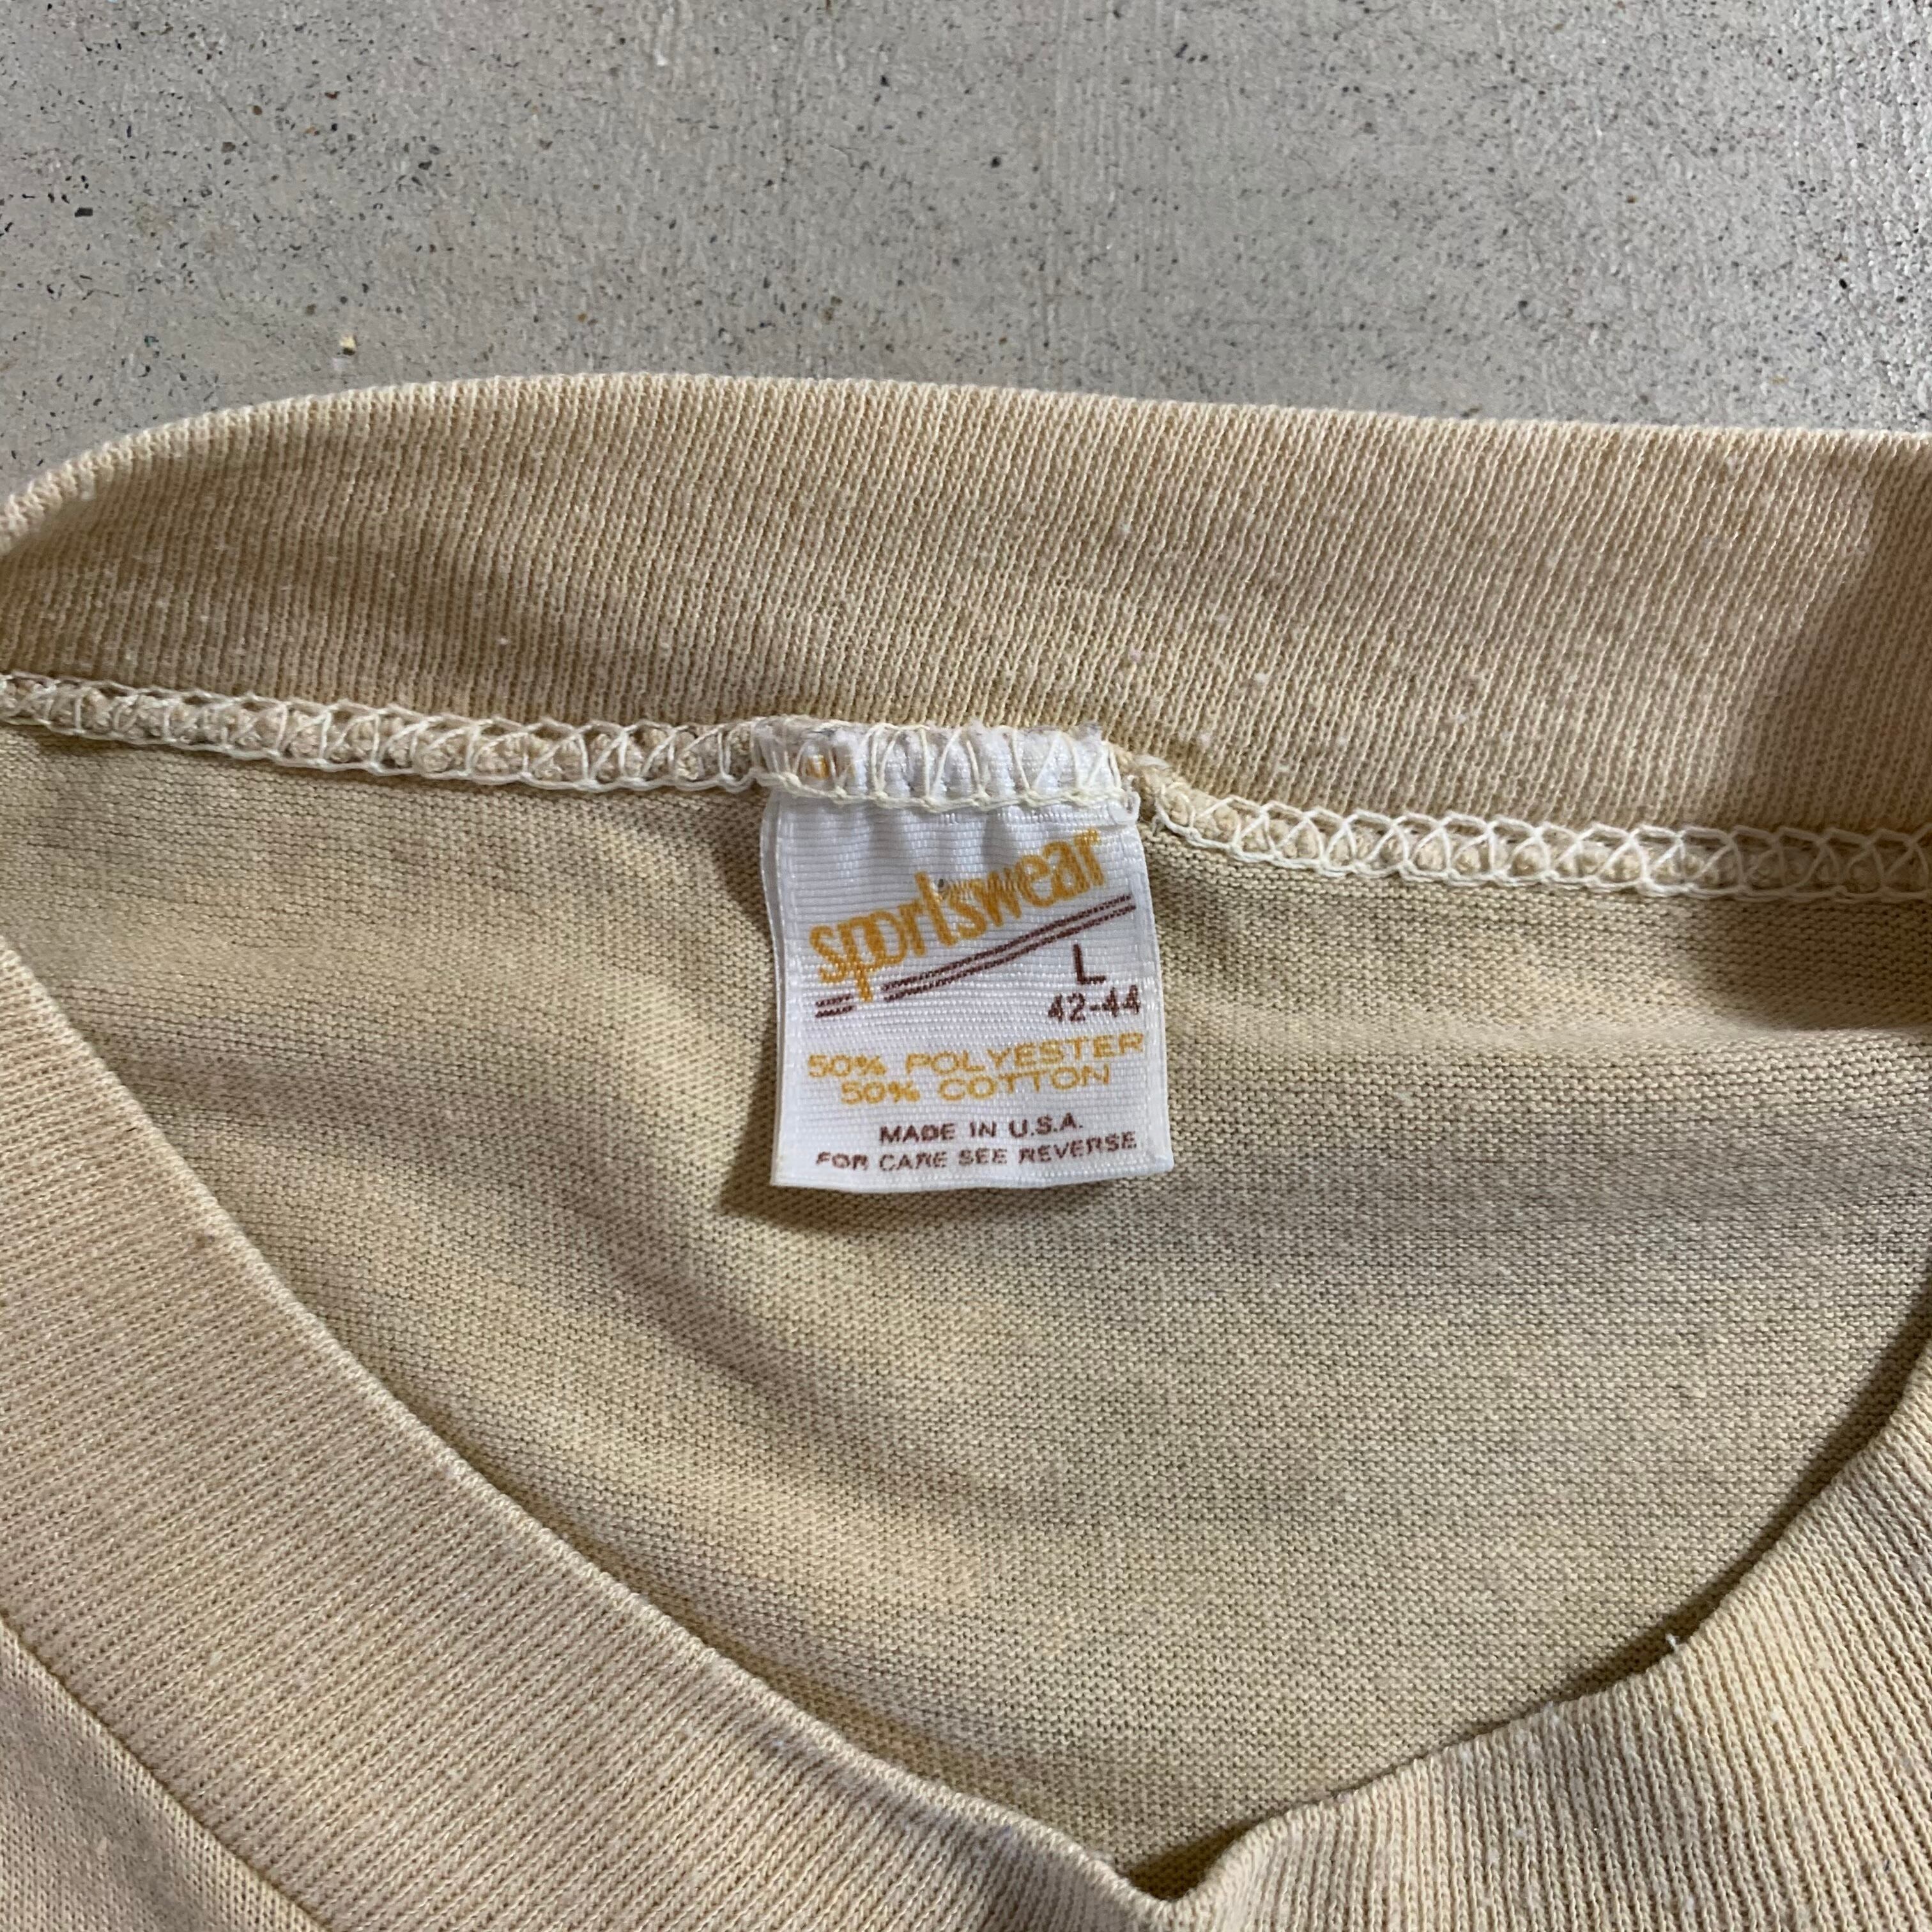 sportswear
L
42-44
50% POLYESTER
50% COTTON
MADE IN U.S.A.
FOR CARE SEE REVERSE